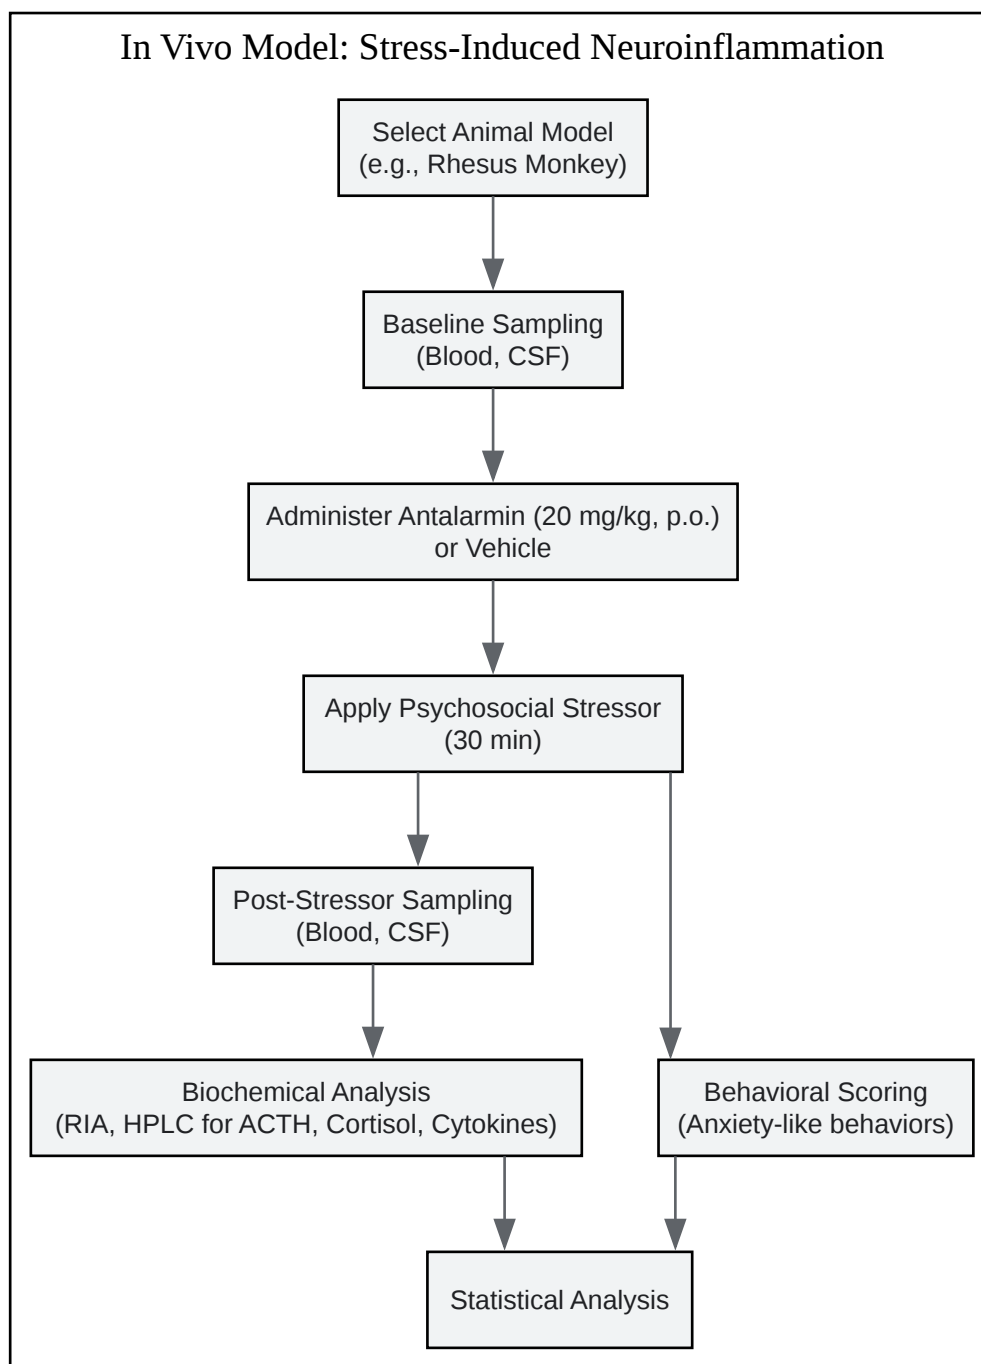 In Vivo Model: Stress-Induced Neuroinflammation
Select Animal Model
(e.g., Rhesus Monkey)
Baseline Sampling
(Blood, CSF)
Administer Antalarmin (20 mg/kg, p.o.)
or Vehicle
Apply Psychosocial Stressor
(30 min)
Post-Stressor Sampling
(Blood, CSF)
Biochemical Analysis
(RIA, HPLC for ACTH, Cortisol, Cytokines)
Behavioral Scoring
(Anxiety-like behaviors)
Statistical Analysis